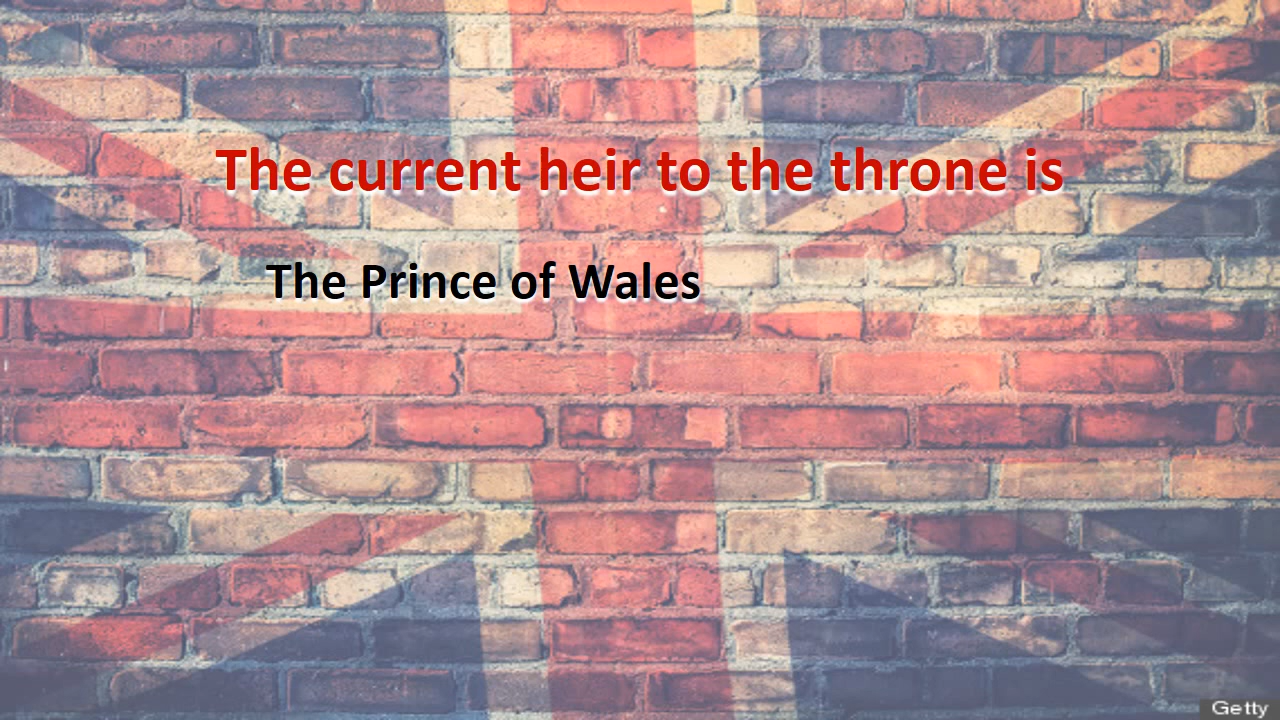 The current heir to the throne is
The Prince of Wales
Getty